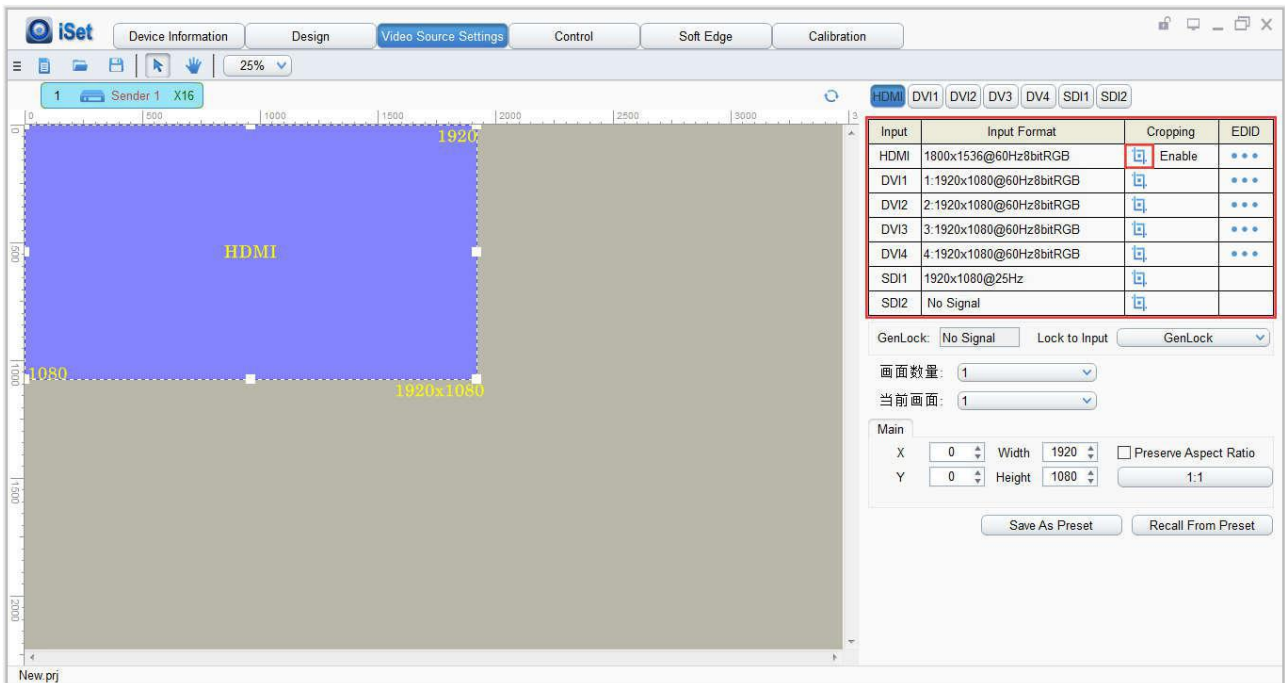 iSet Device Information Design Video Source Settings Control Soft Edge Calibration
25%
1 Sender 1 X16
HDMI DVI1 DVI2 DV3 DV4 SDI1 SDI2
0 500 1000 1500 2000 2500 3000 3
0 500 1000 1500 2000
1920
HDMI
1080
1920x1080
Input Input Format Cropping EDID
HDMI 1800x1536@60Hz8bitRGB Enable
DVI1 1:1920x1080@60Hz8bitRGB
DVI2 2:1920x1080@60Hz8bitRGB
DVI3 3:1920x1080@60Hz8bitRGB
DVI4 4:1920x1080@60Hz8bitRGB
SDI1 1920x1080@25Hz
SDI2 No Signal
GenLock: No Signal Lock to Input GenLock
画面数量: 1
当前画面: 1
Main
X 0 Width 1920 Preserve Aspect Ratio
Y 0 Height 1080 1:1
Save As Preset Recall From Preset
New.prj